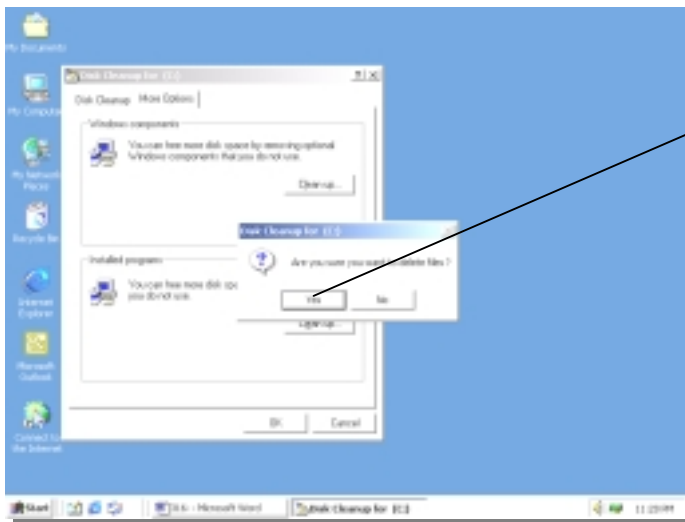 My Documents
My Computer
My Network
Places
Recycle Bin
Internet
Explorer
Microsoft
Outlook
Connect to
the Internet
Disk Cleanup for (C:)
Disk Cleanup
More Options
Windows components
You can free more disk space by removing optional
Windows components that you do not use.
Clean up...
Installed programs
You can free more disk spa
you do not use.
Clean up...
OK
Cancel
Disk Cleanup for (C:)
Are you sure you want to delete files ?
Yes
No
Start
- Microsoft Word
Disk Cleanup for (C:)